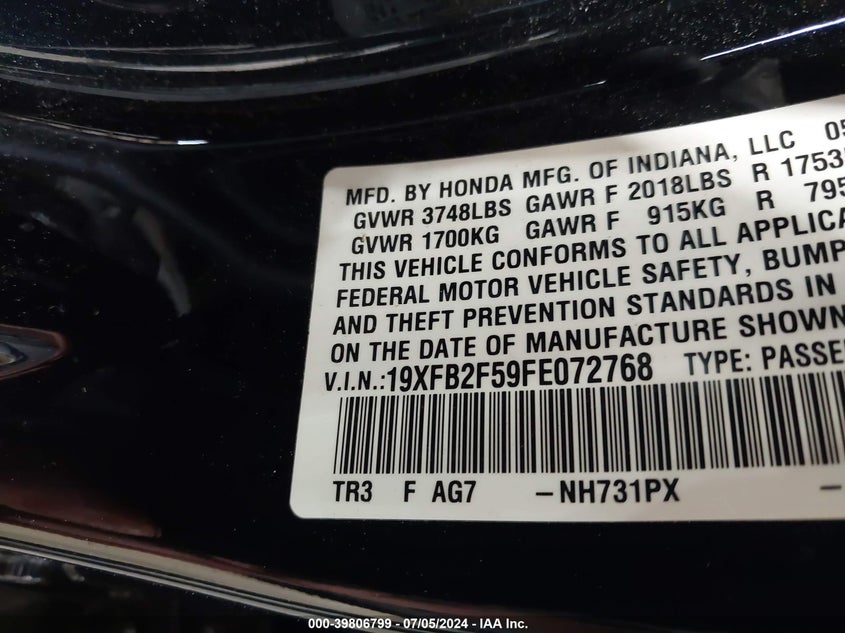 MFD. BY HONDA MFG. OF INDIANA, LLC 05
GVWR 3748LBS GAWR F 2018LBS R 1753
GVWR 1700KG GAWR F 915KG R 795
THIS VEHICLE CONFORMS TO ALL APPLICA
FEDERAL MOTOR VEHICLE SAFETY, BUMP
AND THEFT PREVENTION STANDARDS IN
ON THE DATE OF MANUFACTURE SHOWN
V.I.N.:19XFB2F59FE072768 TYPE: PASSE
TR3 F AG7 -NH731PX -
000-39806799 / 07/05/2024 - IAA Inc.